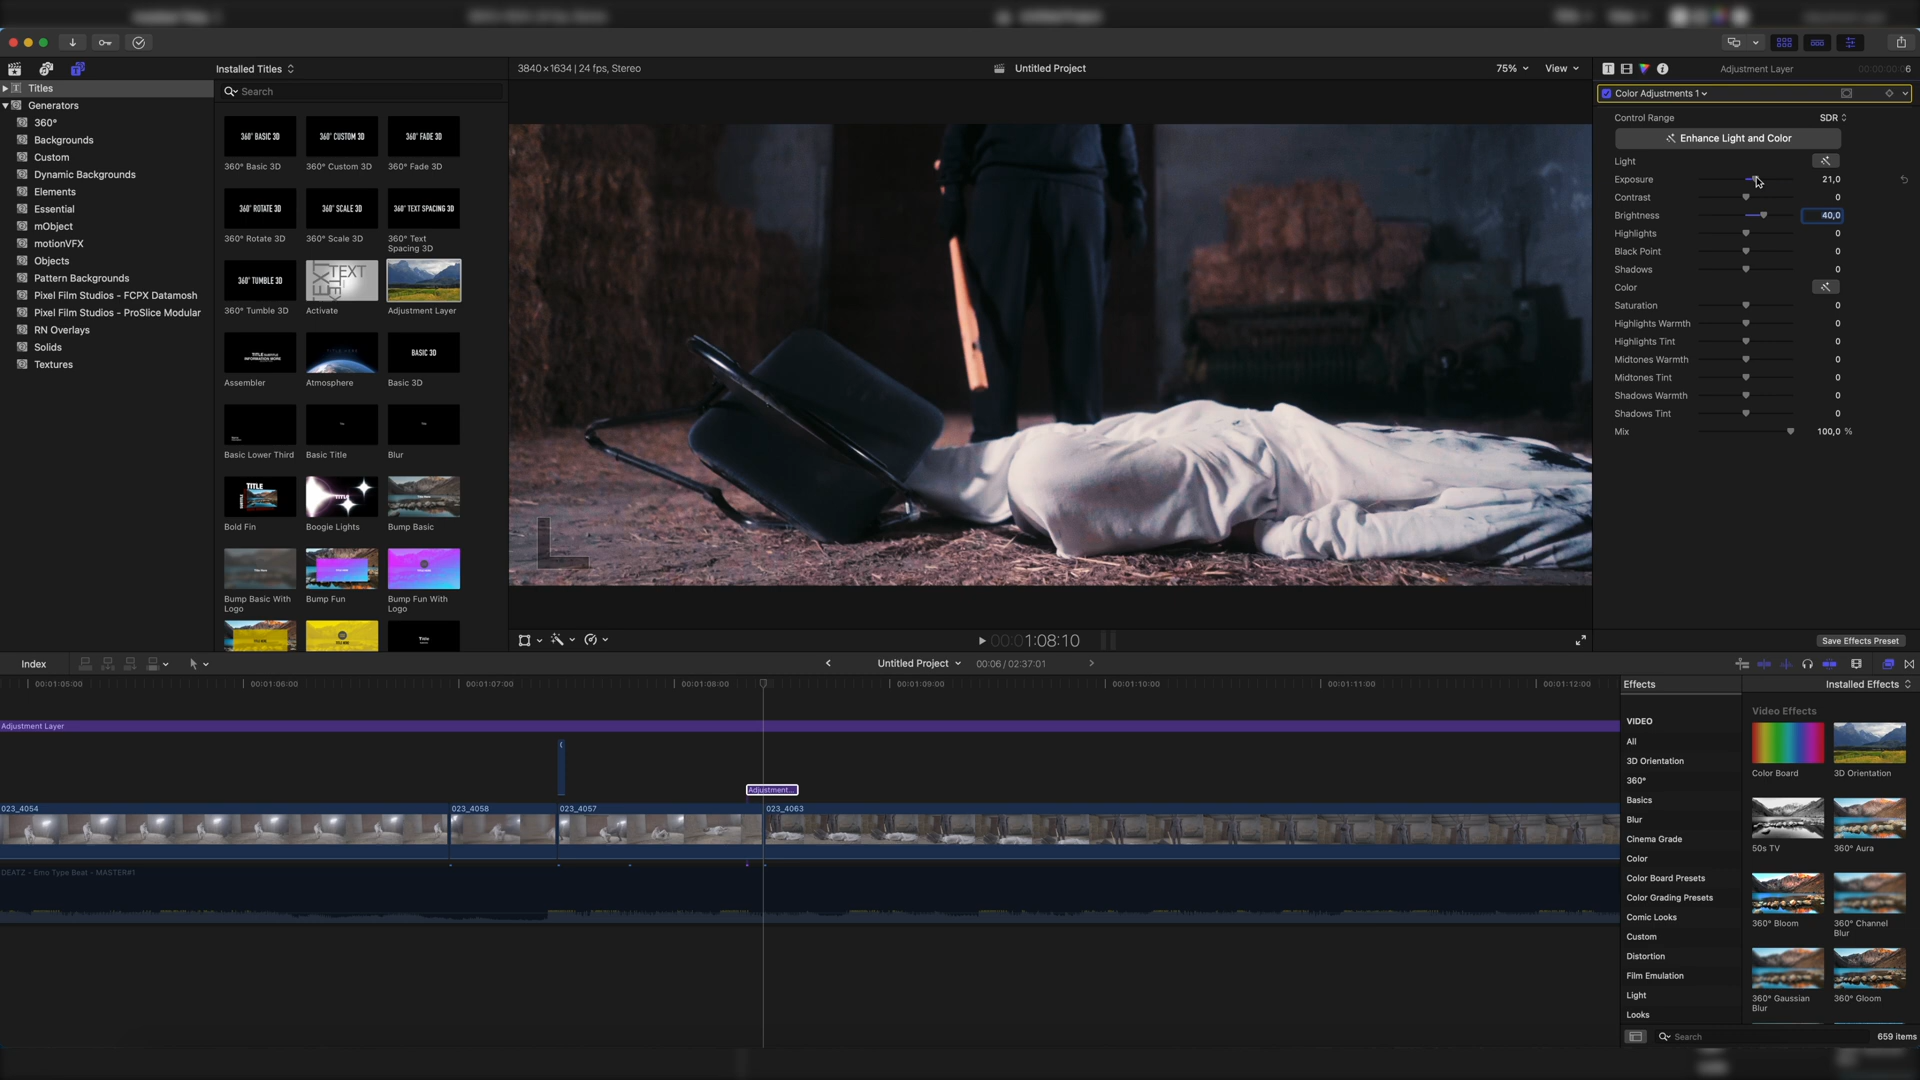 Installed Titles
3840×1634 | 24 fps, Stereo
Untitled Project
75%
View
Adjustment Layer
Titles
Search
Color Adjustments 1
Generators
360°
Backgrounds
Custom
Dynamic Backgrounds
Elements
Essential
mObject
motionVFX
Objects
Pattern Backgrounds
Pixel Film Studios - FCPX Datamosh
Pixel Film Studios - ProSlice Modular
RN Overlays
Solids
Textures
360° BASIC 3D
360° CUSTOM 3D
360° FADE 3D
360° Basic 3D
360° Custom 3D
360° Fade 3D
360° ROTATE 3D
360° SCALE 3D
360° TEXT SPACING 3D
360° Rotate 3D
360° Scale 3D
360° Text
Spacing 3D
360° TUMBLE 3D
TEXT
360° Tumble 3D
Activate
Adjustment Layer
BASIC 3D
Assembler
Atmosphere
Basic 3D
Basic Lower Third
Basic Title
Blur
TITLE
Bold Fin
Boogie Lights
Bump Basic
Bump Basic With
Logo
Bump Fun
Bump Fun With
Logo
Title
Control Range
SDR
Enhance Light and Color
Light
Exposure
21,0
Contrast
0
Brightness
40,0
Highlights
0
Black Point
0
Shadows
0
Color
Saturation
0
Highlights Warmth
0
Highlights Tint
0
Midtones Warmth
0
Midtones Tint
0
Shadows Warmth
0
Shadows Tint
0
Mix
100,0 %
00:01:08:10
Save Effects Preset
Index
Untitled Project
00:06 / 02:37:01
00:01:05:00
00:01:06:00
00:01:07:00
00:01:08:00
00:01:09:00
00:01:10:00
00:01:11:00
00:01:12:00
Adjustment Layer
Adjustment...
023_4054
023_4058
023_4057
023_4063
DEATZ - Emo Type Beat - MASTER#1
Effects
Installed Effects
VIDEO
All
3D Orientation
360°
Basics
Blur
Cinema Grade
Color
Color Board Presets
Color Grading Presets
Comic Looks
Custom
Distortion
Film Emulation
Light
Looks
Video Effects
Color Board
3D Orientation
50s TV
360° Aura
360° Bloom
360° Channel
Blur
360° Gaussian
Blur
360° Gloom
Search
659 items